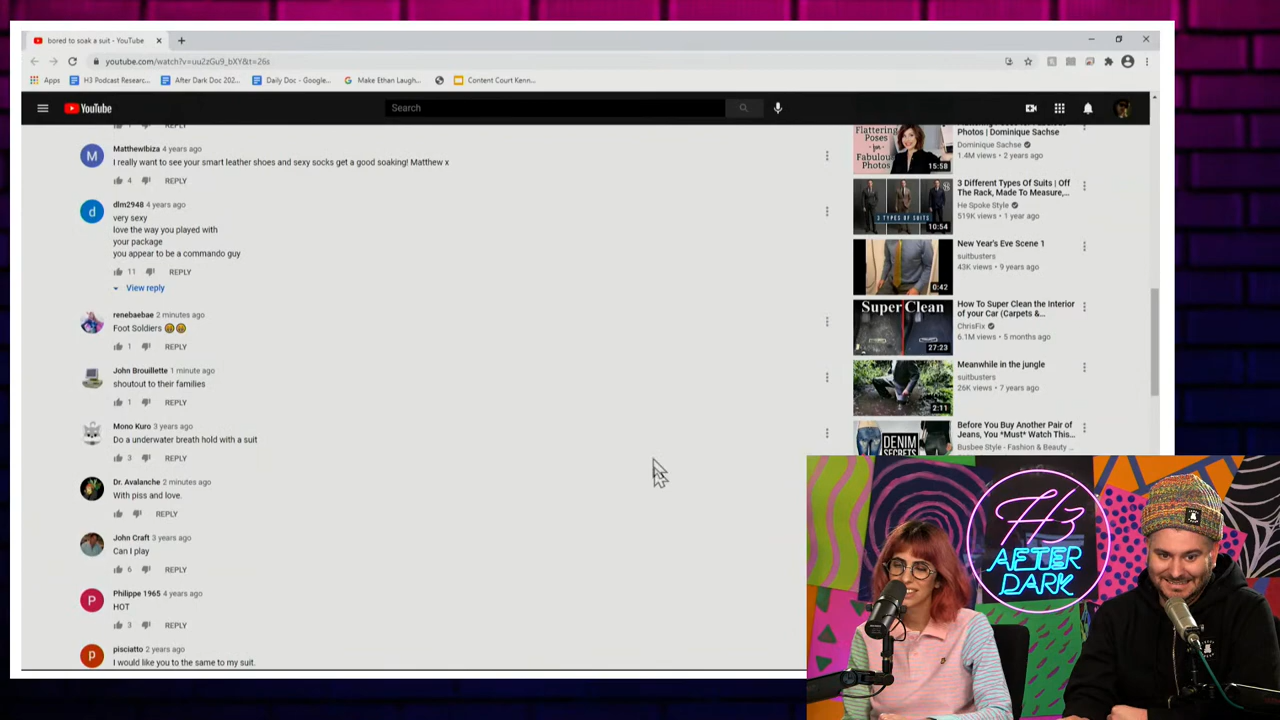 bored to soak a suit - YouTube
youtube.com/watch?v=uu2zGu9_bXY&t=26s
Apps
H3 Podcast Researc...
After Dark Doc 202...
Daily Doc - Google...
Make Ethan Laugh...
Content Court Kenn...
YouTube
Search
REPLY
MatthewIbiza 4 years ago
I really want to see your smart leather shoes and sexy socks get a good soaking! Matthew x
4 REPLY
dlm2948 4 years ago
very sexy
love the way you played with
your package
you appear to be a commando guy
11 REPLY
View reply
renebaebae 2 minutes ago
Foot Soldiers
1 REPLY
John Brouillette 1 minute ago
shoutout to their families
1 REPLY
Mono Kuro 3 years ago
Do a underwater breath hold with a suit
3 REPLY
Dr. Avalanche 2 minutes ago
With piss and love.
REPLY
John Craft 3 years ago
Can I play
6 REPLY
Philippe 1965 4 years ago
HOT
3 REPLY
pisciatto 2 years ago
I would like you to the same to my suit.
Flattering
Poses
for
Fabulous
Photos
15:58
Photos | Dominique Sachse
Dominique Sachse
1.4M views • 2 years ago
3 TYPES OF SUITS
10:54
3 Different Types Of Suits | Off
The Rack, Made To Measure,...
He Spoke Style
519K views • 1 year ago
0:42
New Year's Eve Scene 1
suitbusters
43K views • 9 years ago
Super Clean
27:23
How To Super Clean the Interior
of your Car (Carpets &...
ChrisFix
6.1M views • 5 months ago
2:11
Meanwhile in the jungle
suitbusters
26K views • 7 years ago
DENIM
SECRETS
Before You Buy Another Pair of
Jeans, You *Must* Watch This...
Busbee Style - Fashion & Beauty ...
H3
AFTER
DARK